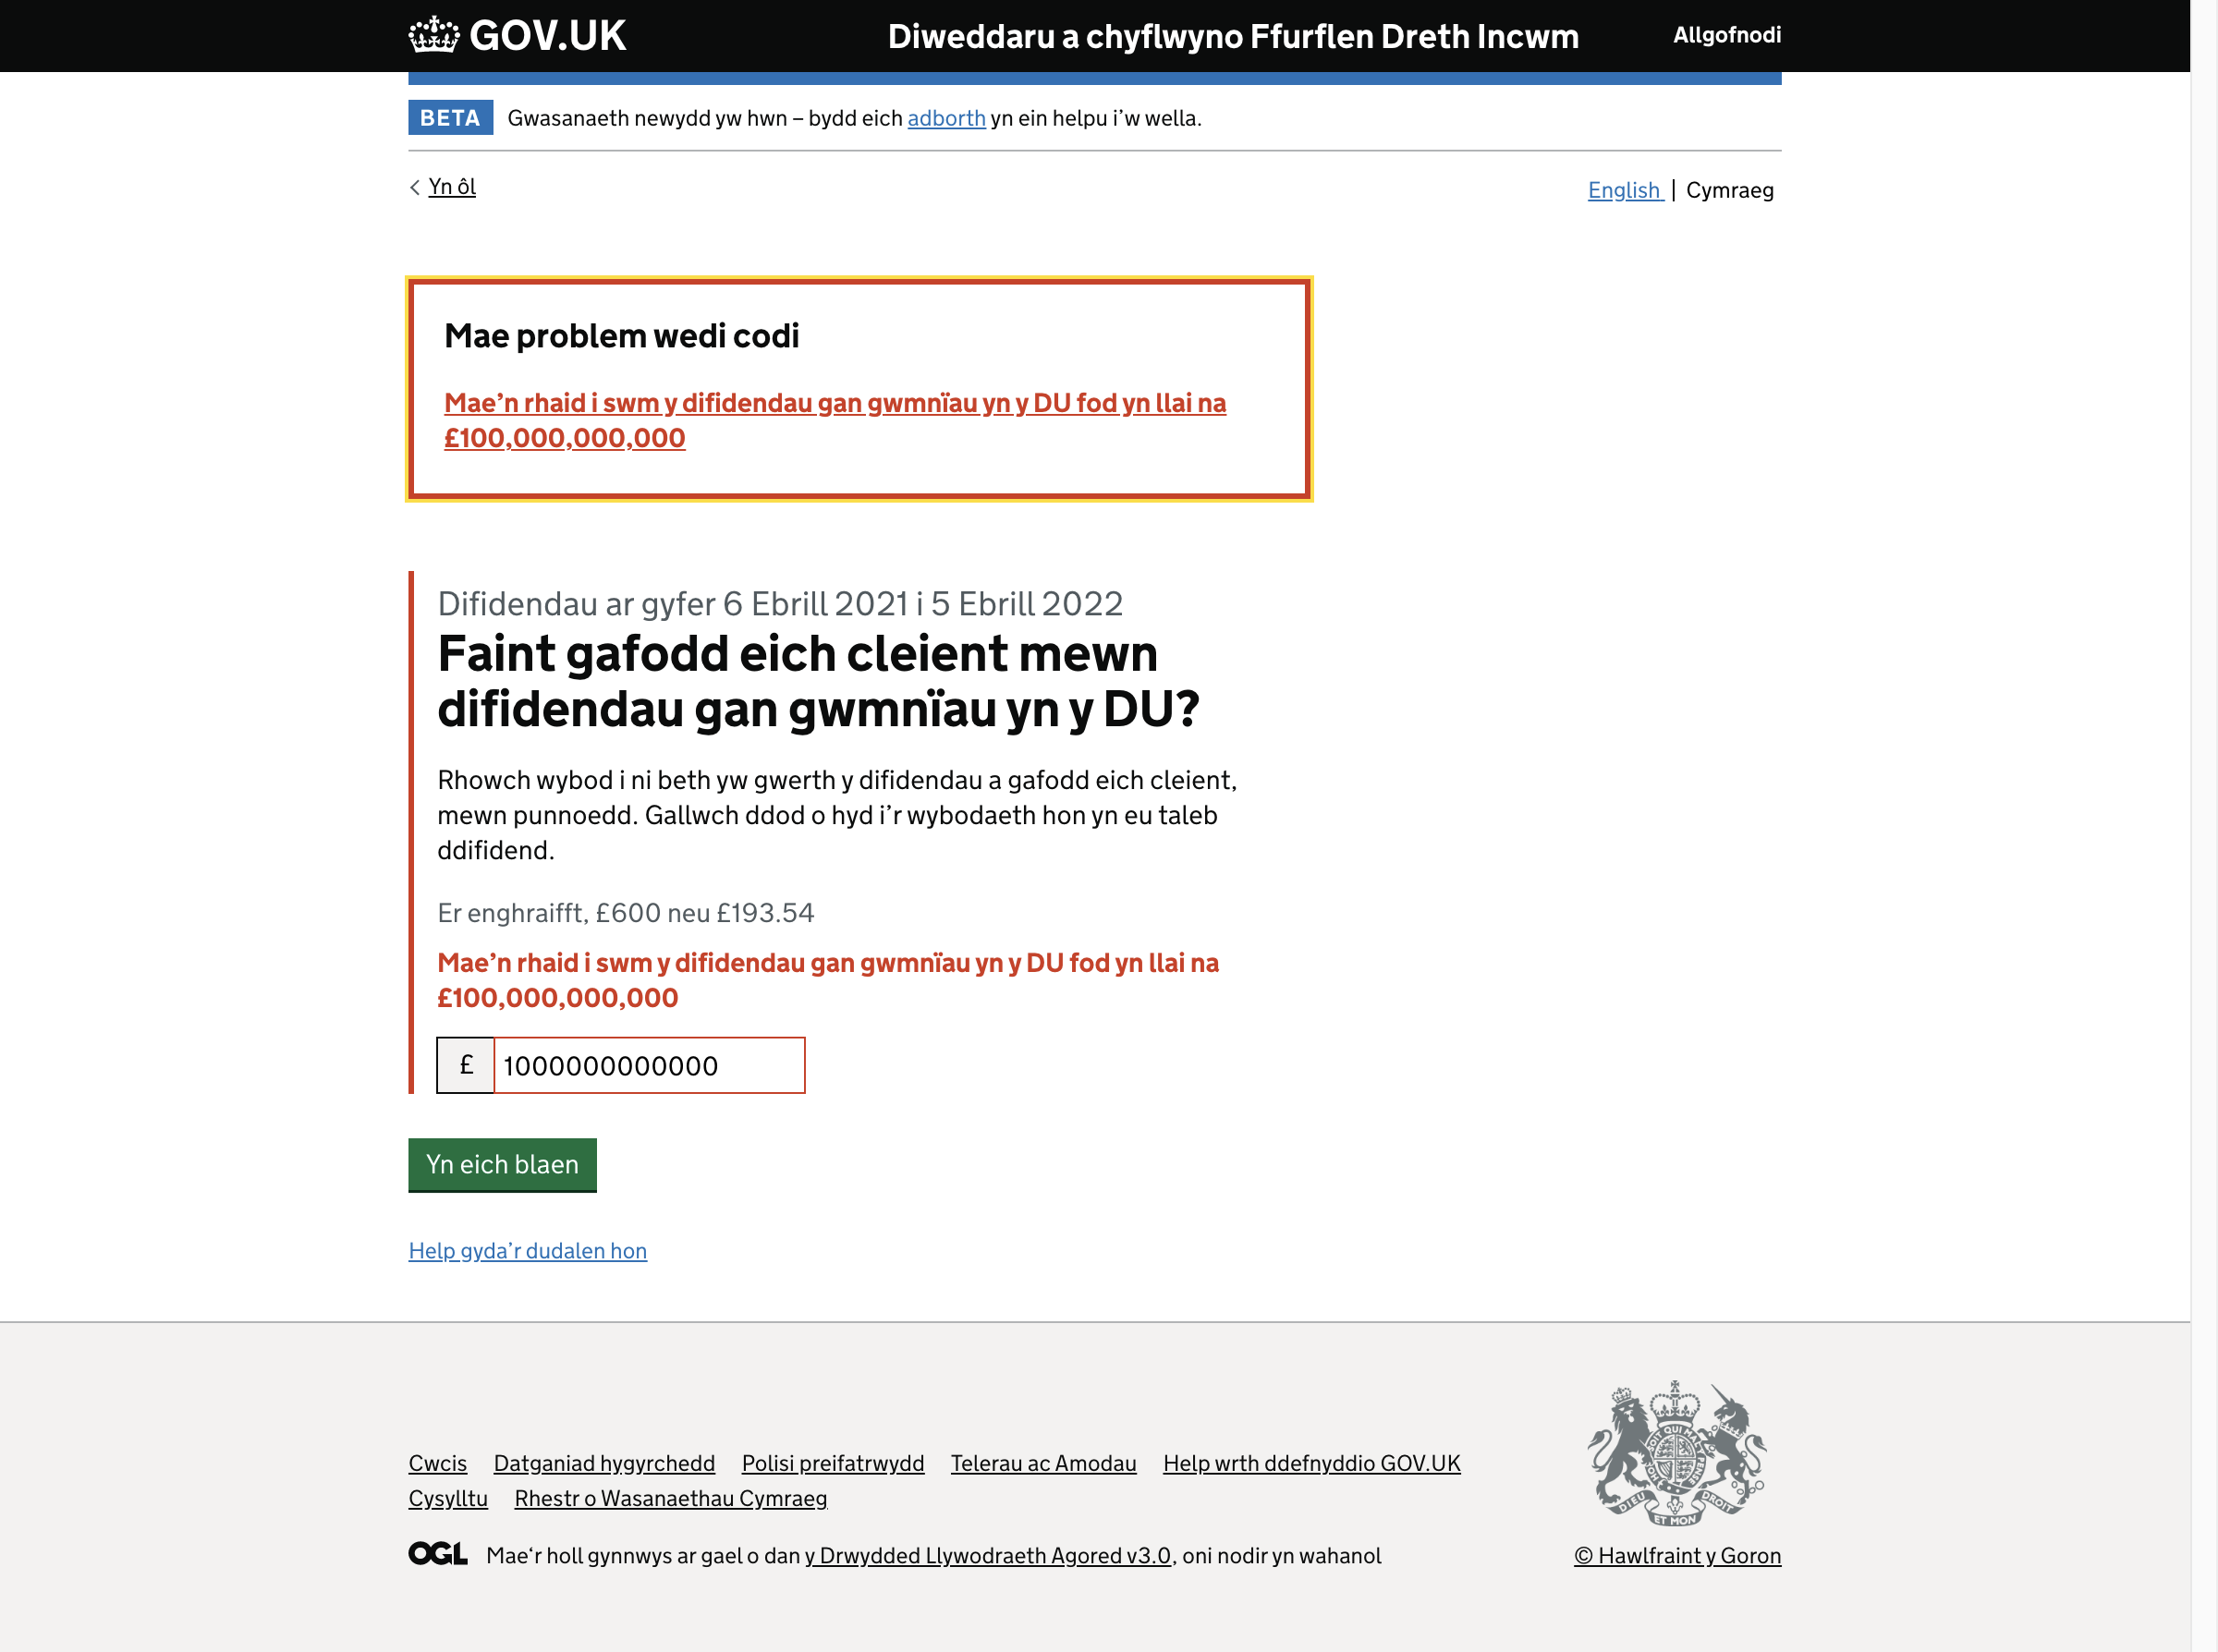 GOV.UK
Diweddaru a chyflwyno Ffurflen Dreth Incwm
Allgofnodi
BETA
Gwasanaeth newydd yw hwn – bydd eich adborth yn ein helpu i’w wella.
Yn ôl
English | Cymraeg
Mae problem wedi codi
Mae’n rhaid i swm y difidendau gan gwmnïau yn y DU fod yn llai na
£100,000,000,000
Difidendau ar gyfer 6 Ebrill 2021 i 5 Ebrill 2022
Faint gafodd eich cleient mewn
difidendau gan gwmnïau yn y DU?
Rhowch wybod i ni beth yw gwerth y difidendau a gafodd eich cleient,
mewn punnoedd. Gallwch ddod o hyd i’r wybodaeth hon yn eu taleb
ddifidend.
Er enghraifft, £600 neu £193.54
Mae’n rhaid i swm y difidendau gan gwmnïau yn y DU fod yn llai na
£100,000,000,000
£ 1000000000000
Yn eich blaen
Help gyda’r dudalen hon
Cwcis Datganiad hygyrchedd Polisi preifatrwydd Telerau ac Amodau Help wrth ddefnyddio GOV.UK
Cysylltu Rhestr o Wasanaethau Cymraeg
OGL Mae‘r holl gynnwys ar gael o dan y Drwydded Llywodraeth Agored v3.0, oni nodir yn wahanol
DIEU ET MON DROIT
© Hawlfraint y Goron